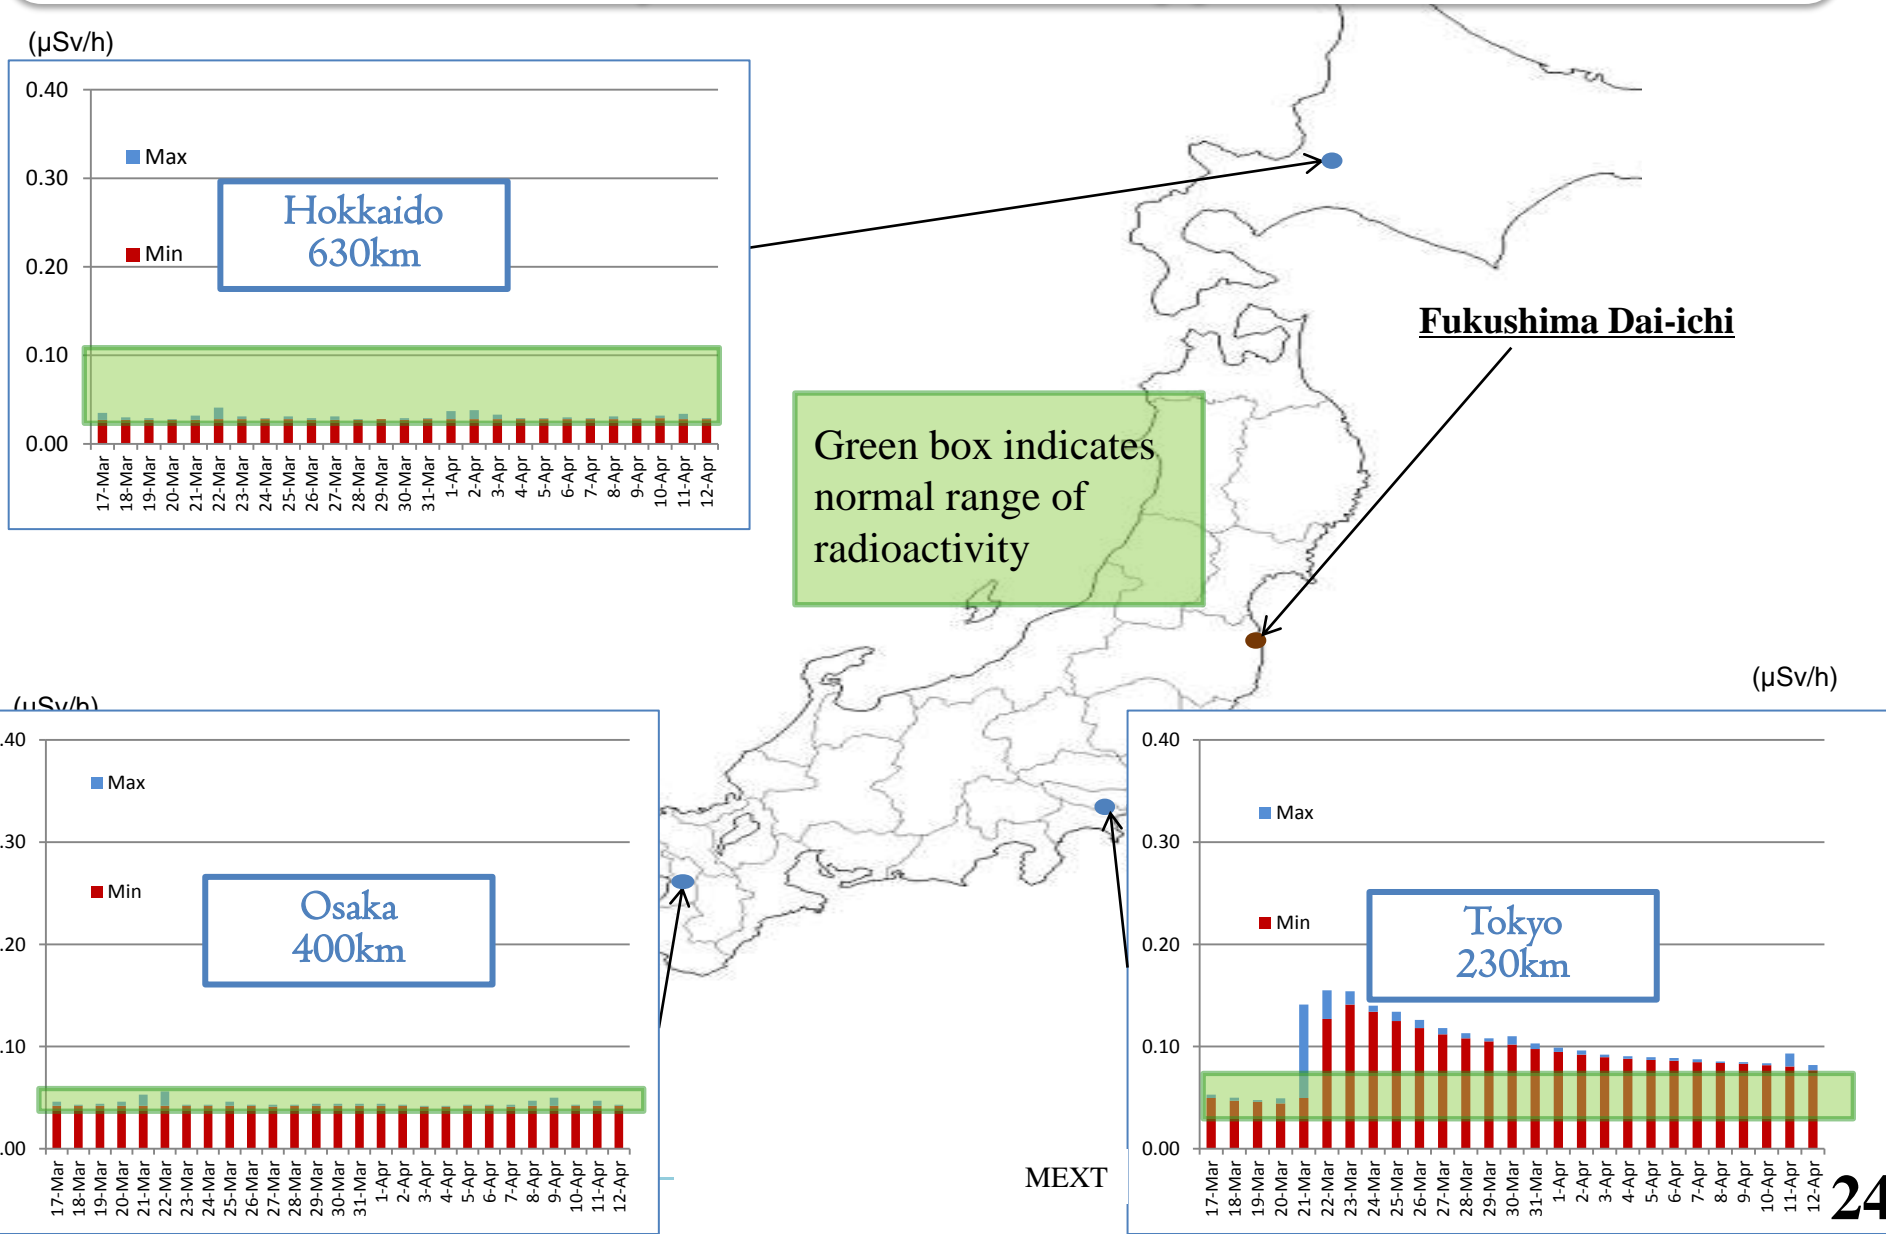 (μSv/h)
0.40
0.30
0.20
0.10
0.00
Max
Min
Hokkaido
630km
17-Mar
18-Mar
19-Mar
20-Mar
21-Mar
22-Mar
23-Mar
24-Mar
25-Mar
26-Mar
27-Mar
28-Mar
29-Mar
30-Mar
31-Mar
1-Apr
2-Apr
3-Apr
4-Apr
5-Apr
6-Apr
7-Apr
8-Apr
9-Apr
10-Apr
11-Apr
12-Apr
Fukushima Dai-ichi
Green box indicates
normal range of
radioactivity
(μSv/h)
.40
.30
.20
.10
.00
Max
Min
Osaka
400km
17-Mar
18-Mar
19-Mar
20-Mar
21-Mar
22-Mar
23-Mar
24-Mar
25-Mar
26-Mar
27-Mar
28-Mar
29-Mar
30-Mar
31-Mar
1-Apr
2-Apr
3-Apr
4-Apr
5-Apr
6-Apr
7-Apr
8-Apr
9-Apr
10-Apr
11-Apr
12-Apr
MEXT
(μSv/h)
0.40
0.30
0.20
0.10
0.00
Max
Min
Tokyo
230km
17-Mar
18-Mar
19-Mar
20-Mar
21-Mar
22-Mar
23-Mar
24-Mar
25-Mar
26-Mar
27-Mar
28-Mar
29-Mar
30-Mar
31-Mar
1-Apr
2-Apr
3-Apr
4-Apr
5-Apr
6-Apr
7-Apr
8-Apr
9-Apr
10-Apr
11-Apr
12-Apr
24